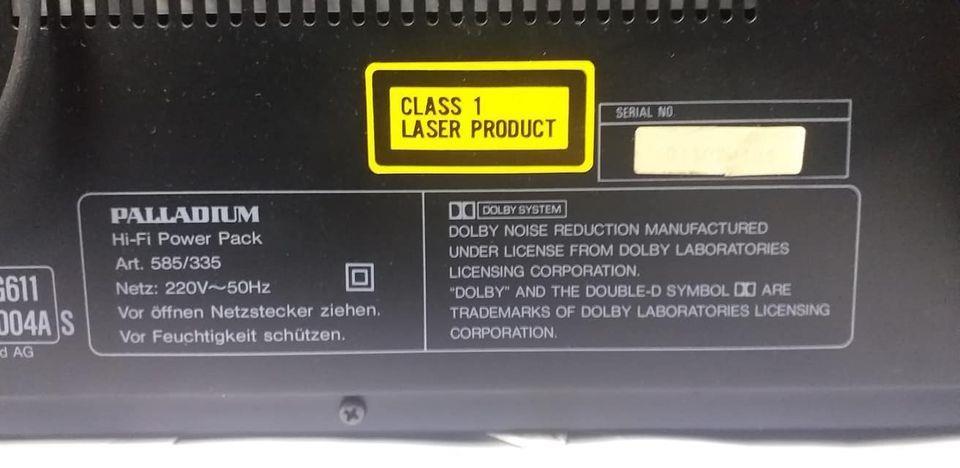 CLASS 1
LASER PRODUCT
SERIAL NO.
PALLADIUM
Hi-Fi Power Pack
Art. 585/335
Netz: 220V~50Hz
Vor öffnen Netzstecker ziehen.
Vor Feuchtigkeit schützen.
DOLBY SYSTEM
DOLBY NOISE REDUCTION MANUFACTURED
UNDER LICENSE FROM DOLBY LABORATORIES
LICENSING CORPORATION.
"DOLBY" AND THE DOUBLE-D SYMBOL ARE
TRADEMARKS OF DOLBY LABORATORIES LICENSING
CORPORATION.
G611
004A S
d AG